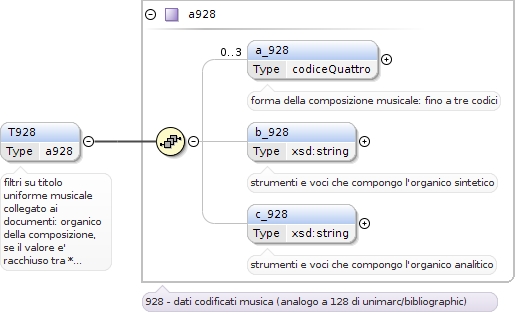 a928
0..3
a_928
Type codiceQuattro
forma della composizione musicale: fino a tre codici
T928
Type a928
filtri su titolo
uniforme musicale
collegato ai
documenti: organico
della composizione,
se il valore e'
racchiuso tra *...
b_928
Type xsd:string
strumenti e voci che compongo l'organico sintetico
c_928
Type xsd:string
strumenti e voci che compongo l'organico analitico
928 - dati codificati musica (analogo a 128 di unimarc/bibliographic)